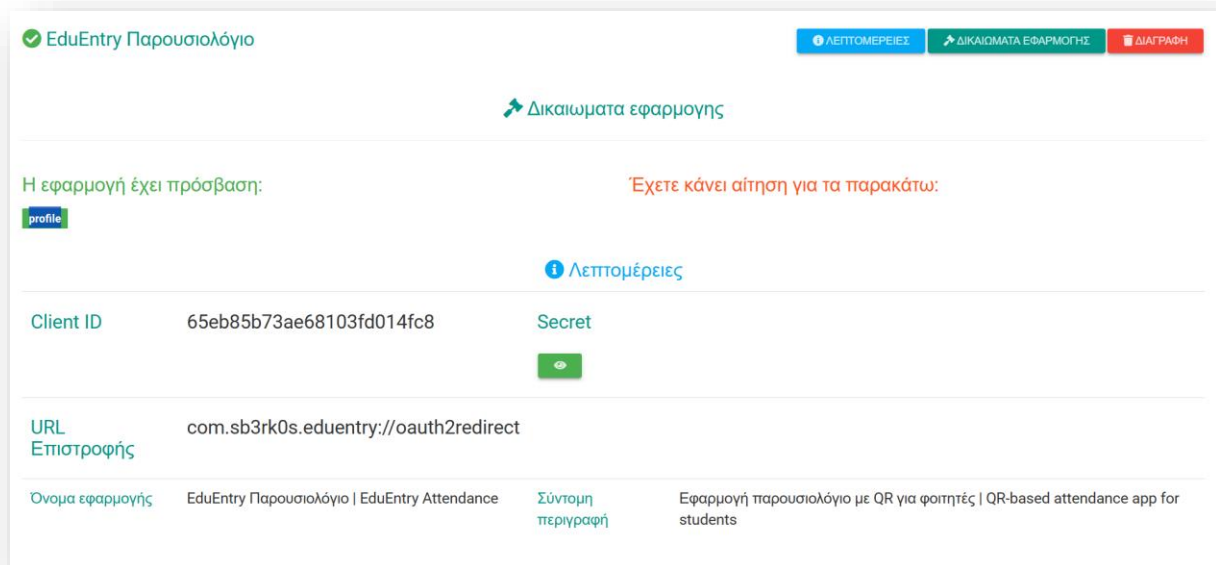 EduEntry Παρουσιολόγιο
ΛΕΠΤΟΜΕΡΕΙΕΣ
ΔΙΚΑΙΩΜΑΤΑ ΕΦΑΡΜΟΓΗΣ
ΔΙΑΓΡΑΦΗ
Δικαιωματα εφαρμογης
Η εφαρμογή έχει πρόσβαση:
Έχετε κάνει αίτηση για τα παρακάτω:
profile
Λεπτομέρειες
Client ID
65eb85b73ae68103fd014fc8
Secret
URL
Επιστροφής
com.sb3rk0s.eduentry://oauth2redirect
Όνομα εφαρμογής
EduEntry Παρουσιολόγιο | EduEntry Attendance
Σύντομη
περιγραφή
Εφαρμογή παρουσιολόγιο με QR για φοιτητές | QR-based attendance app for
students